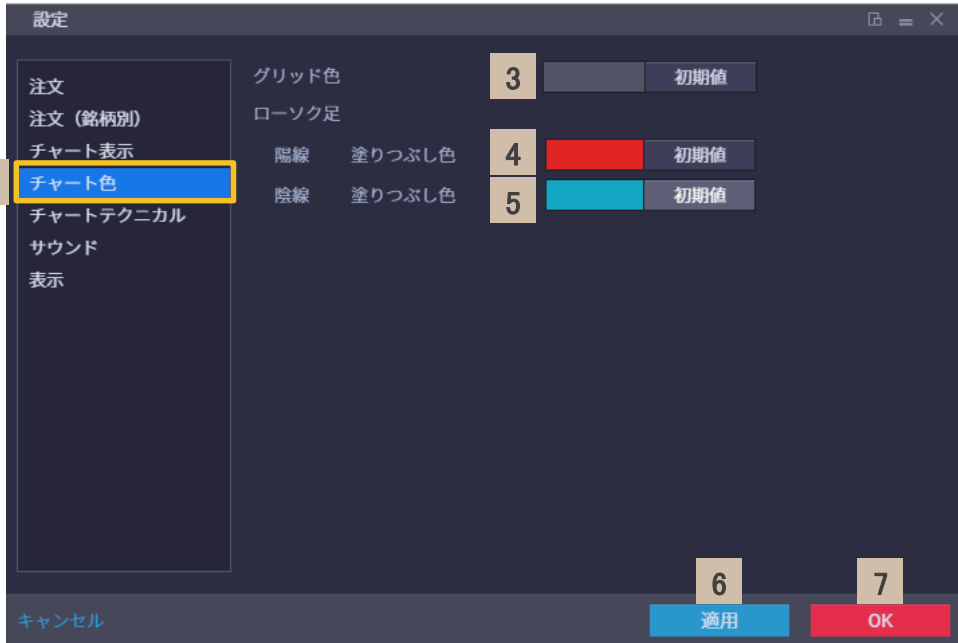 設定
注文
注文（銘柄別）
チャート表示
チャート色
チャートテクニカル
サウンド
表示
グリッド色 3 初期値
ローソク足
陽線 塗りつぶし色 4 初期値
陰線 塗りつぶし色 5 初期値
6 7
キャンセル 適用 OK